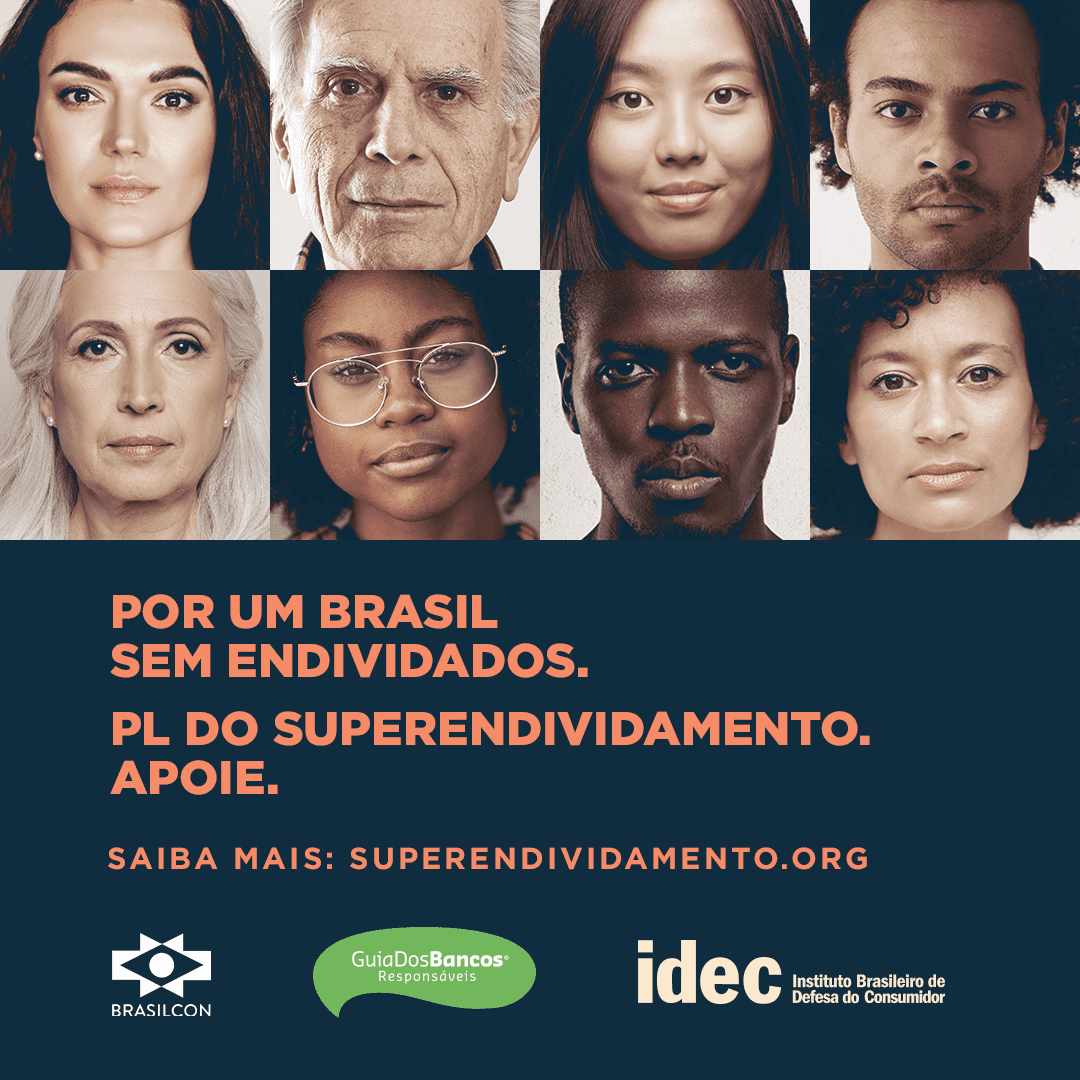 POR UM BRASIL
SEM ENDIVIDADOS.
PL DO SUPERENDIVIDAMENTO.
APOIE.
SAIBA MAIS: SUPERENDIVIDAMENTO.ORG
BRASILCON
GuiaDosBancos®
Responsáveis
idec
Instituto Brasileiro de
Defesa do Consumidor